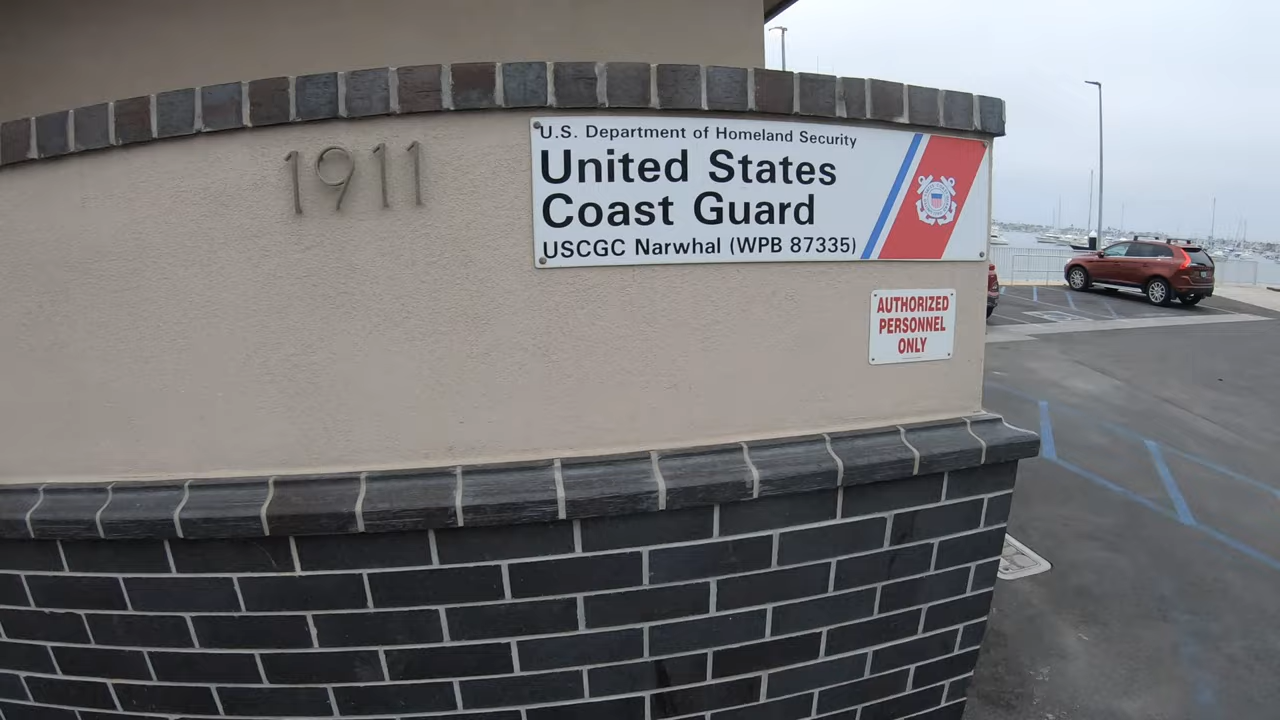 1911
U.S. Department of Homeland Security
United States
Coast Guard
USCGC Narwhal (WPB 87335)
AUTHORIZED
PERSONNEL
ONLY